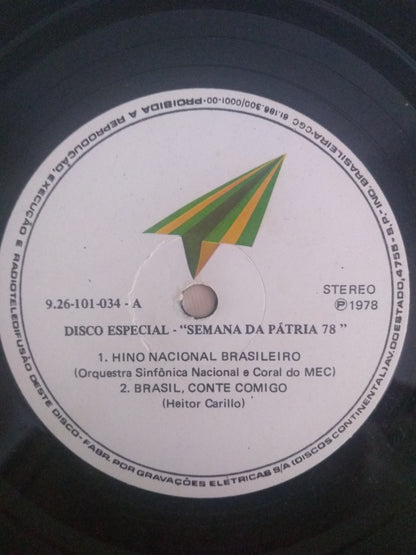 9.26-101-034 - A
STEREO
Ⓟ 1978
DISCO ESPECIAL - "SEMANA DA PÁTRIA 78"
1. HINO NACIONAL BRASILEIRO
(Orquestra Sinfônica Nacional e Coral do MEC)
2. BRASIL, CONTE COMIGO
(Heitor Carillo)
PROIBIDA A REPRODUÇÃO, EXECUÇÃO E RADIOTELEDIFUSÃO DESTE DISCO - FABR. POR GRAVAÇÕES ELÉTRICAS S/A (DISCOS CONTINENTAL) AV. DO ESTADO, 4755 - S.P. - IND. BRASILEIRA - CGC 61.186.300/0001-00 -